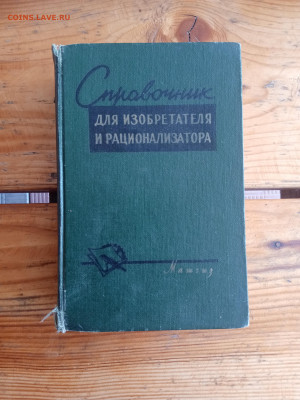 COINS.LAVE.RU
Справочник
ДЛЯ ИЗОБРЕТАТЕЛЯ
И РАЦИОНАЛИЗАТОРА
Машгиз